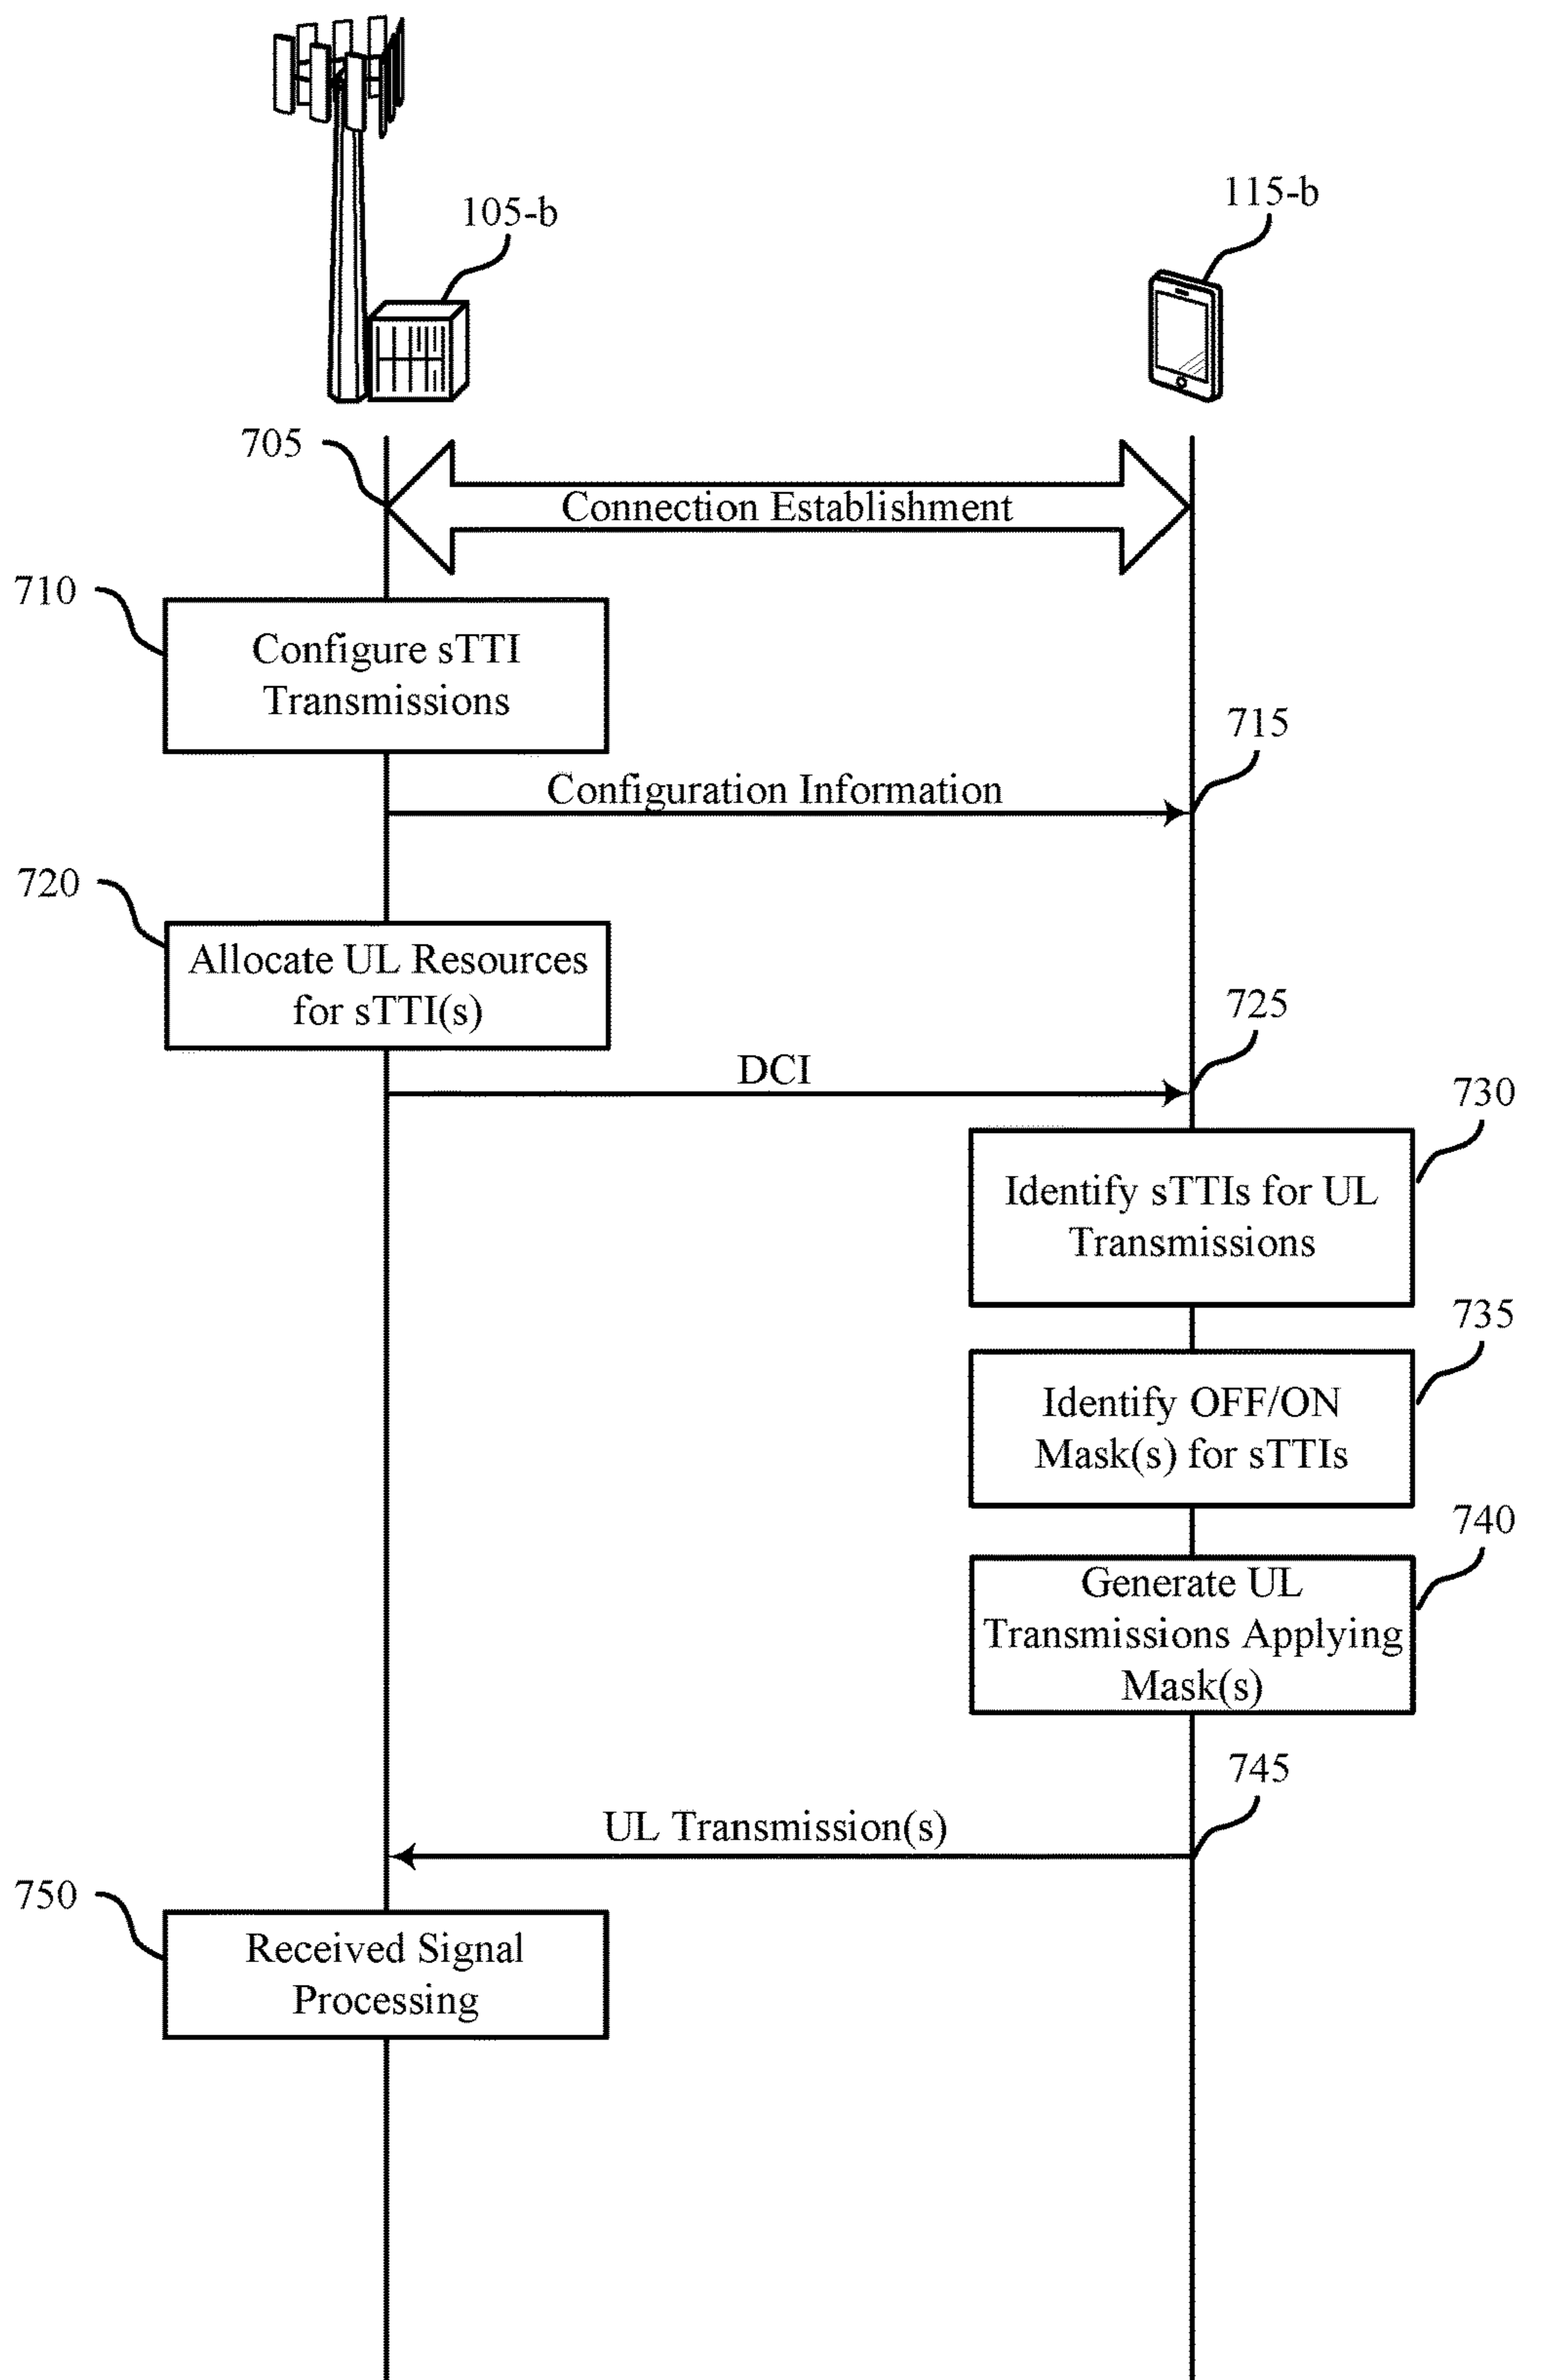 105-b
115-b
705
Connection Establishment
710
Configure sTTI
Transmissions
715
Configuration Information
720
Allocate UL Resources
for sTTI(s)
725
DCI
730
Identify sTTIs for UL
Transmissions
735
Identify OFF/ON
Mask(s) for sTTIs
740
Generate UL
Transmissions Applying
Mask(s)
745
UL Transmission(s)
750
Received Signal
Processing